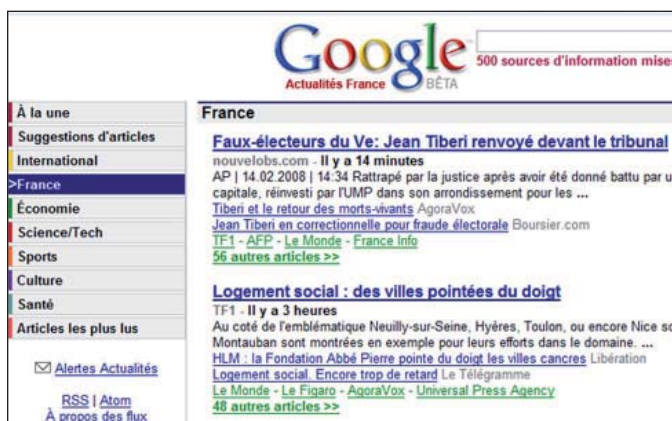 Google
Actualités France BÊTA
500 sources d'information mises
À la une
Suggestions d'articles
International
>France
Économie
Science/Tech
Sports
Culture
Santé
Articles les plus lus
Alertes Actualités
RSS | Atom
À propos des flux
France
Faux-électeurs du Ve: Jean Tiberi renvoyé devant le tribunal
nouvelobs.com - Il y a 14 minutes
AP | 14.02.2008 | 14:34 Rattrapé par la justice après avoir été donné battu par u
capitale, réinvesti par l'UMP dans son arrondissement pour les ...
Tiberi et le retour des morts-vivants AgoraVox
Jean Tiberi en correctionnelle pour fraude électorale Boursier.com
TF1 - AFP - Le Monde - France Info
56 autres articles >>
Logement social : des villes pointées du doigt
TF1 - Il y a 3 heures
Au coté de l'emblématique Neuilly-sur-Seine, Hyères, Toulon, ou encore Nice so
Montauban sont montrées en exemple pour leurs efforts dans le domaine. ...
HLM : la Fondation Abbé Pierre pointe du doigt les villes cancres Libération
Logement social. Encore trop de retard Le Télégramme
Le Monde - Le Figaro - AgoraVox - Universal Press Agency
48 autres articles >>